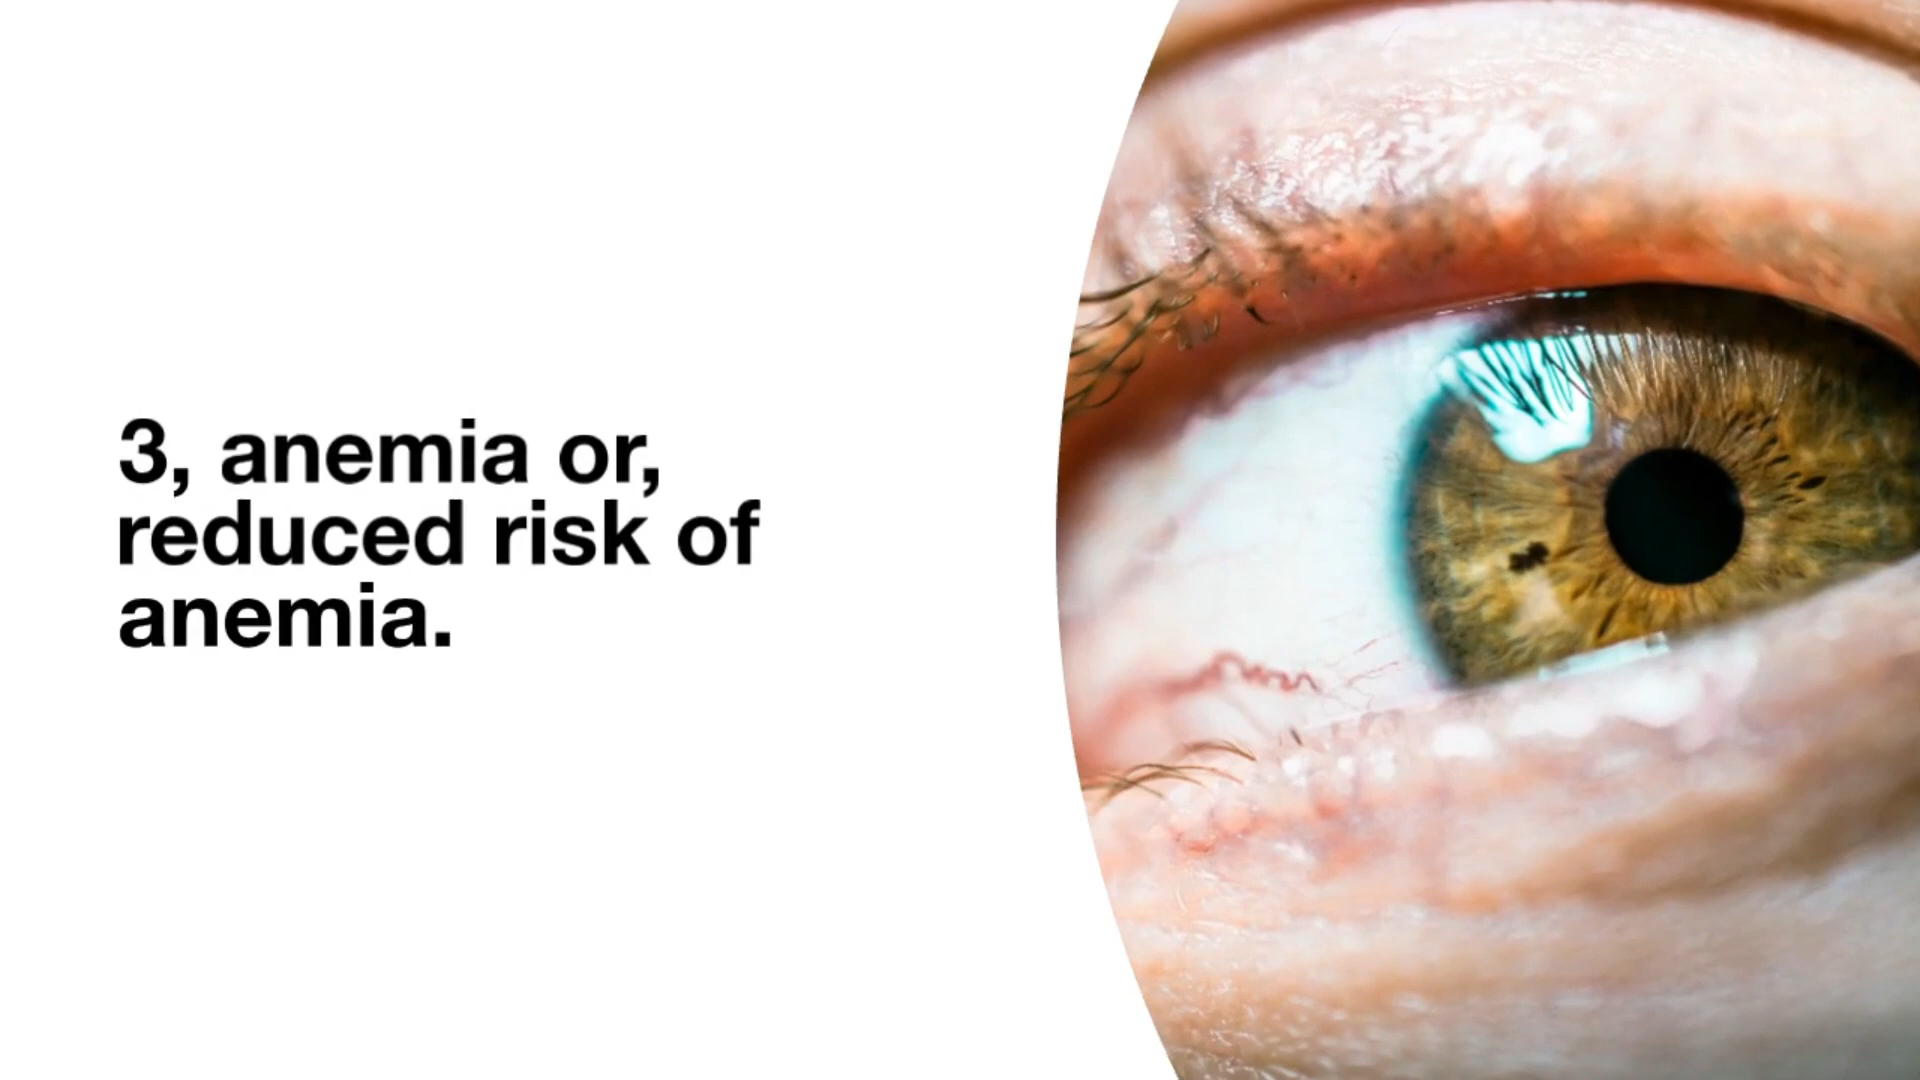 3, anemia or,
reduced risk of
anemia.